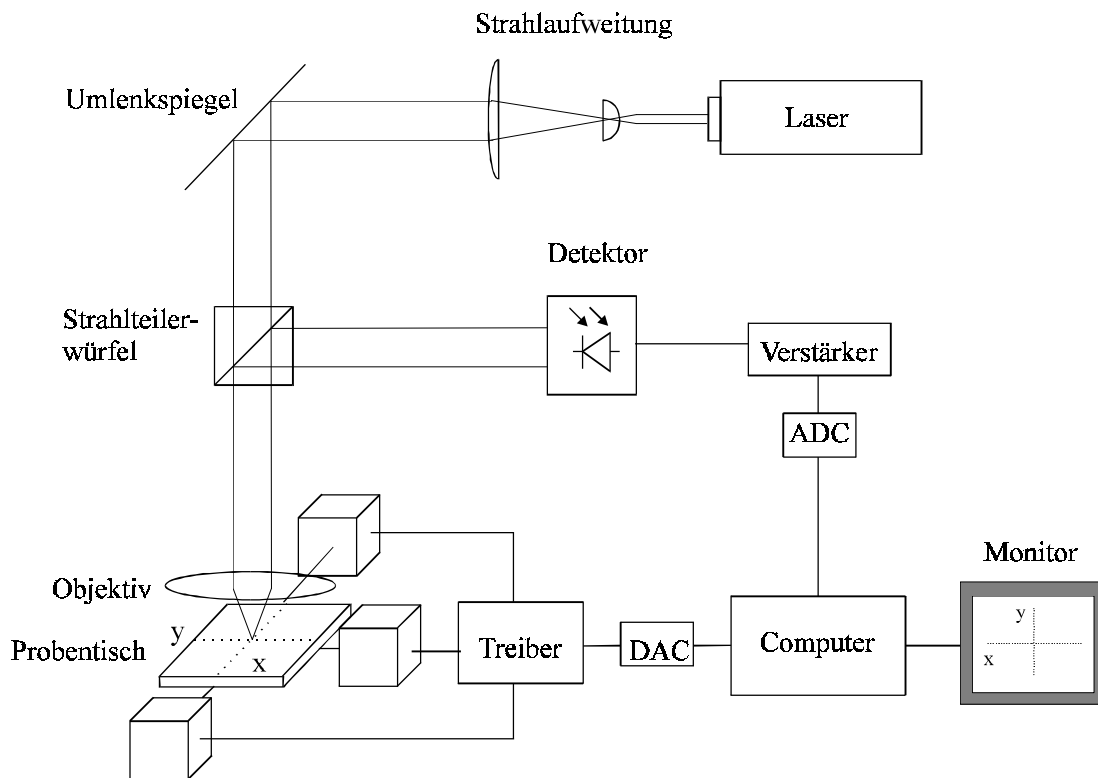 Strahlaufweitung
Umlenkspiegel
Laser
Detektor
Strahlteiler-
würfel
Verstärker
ADC
Monitor
Objektiv
y
x
Probentisch
Treiber
DAC
Computer
y
x